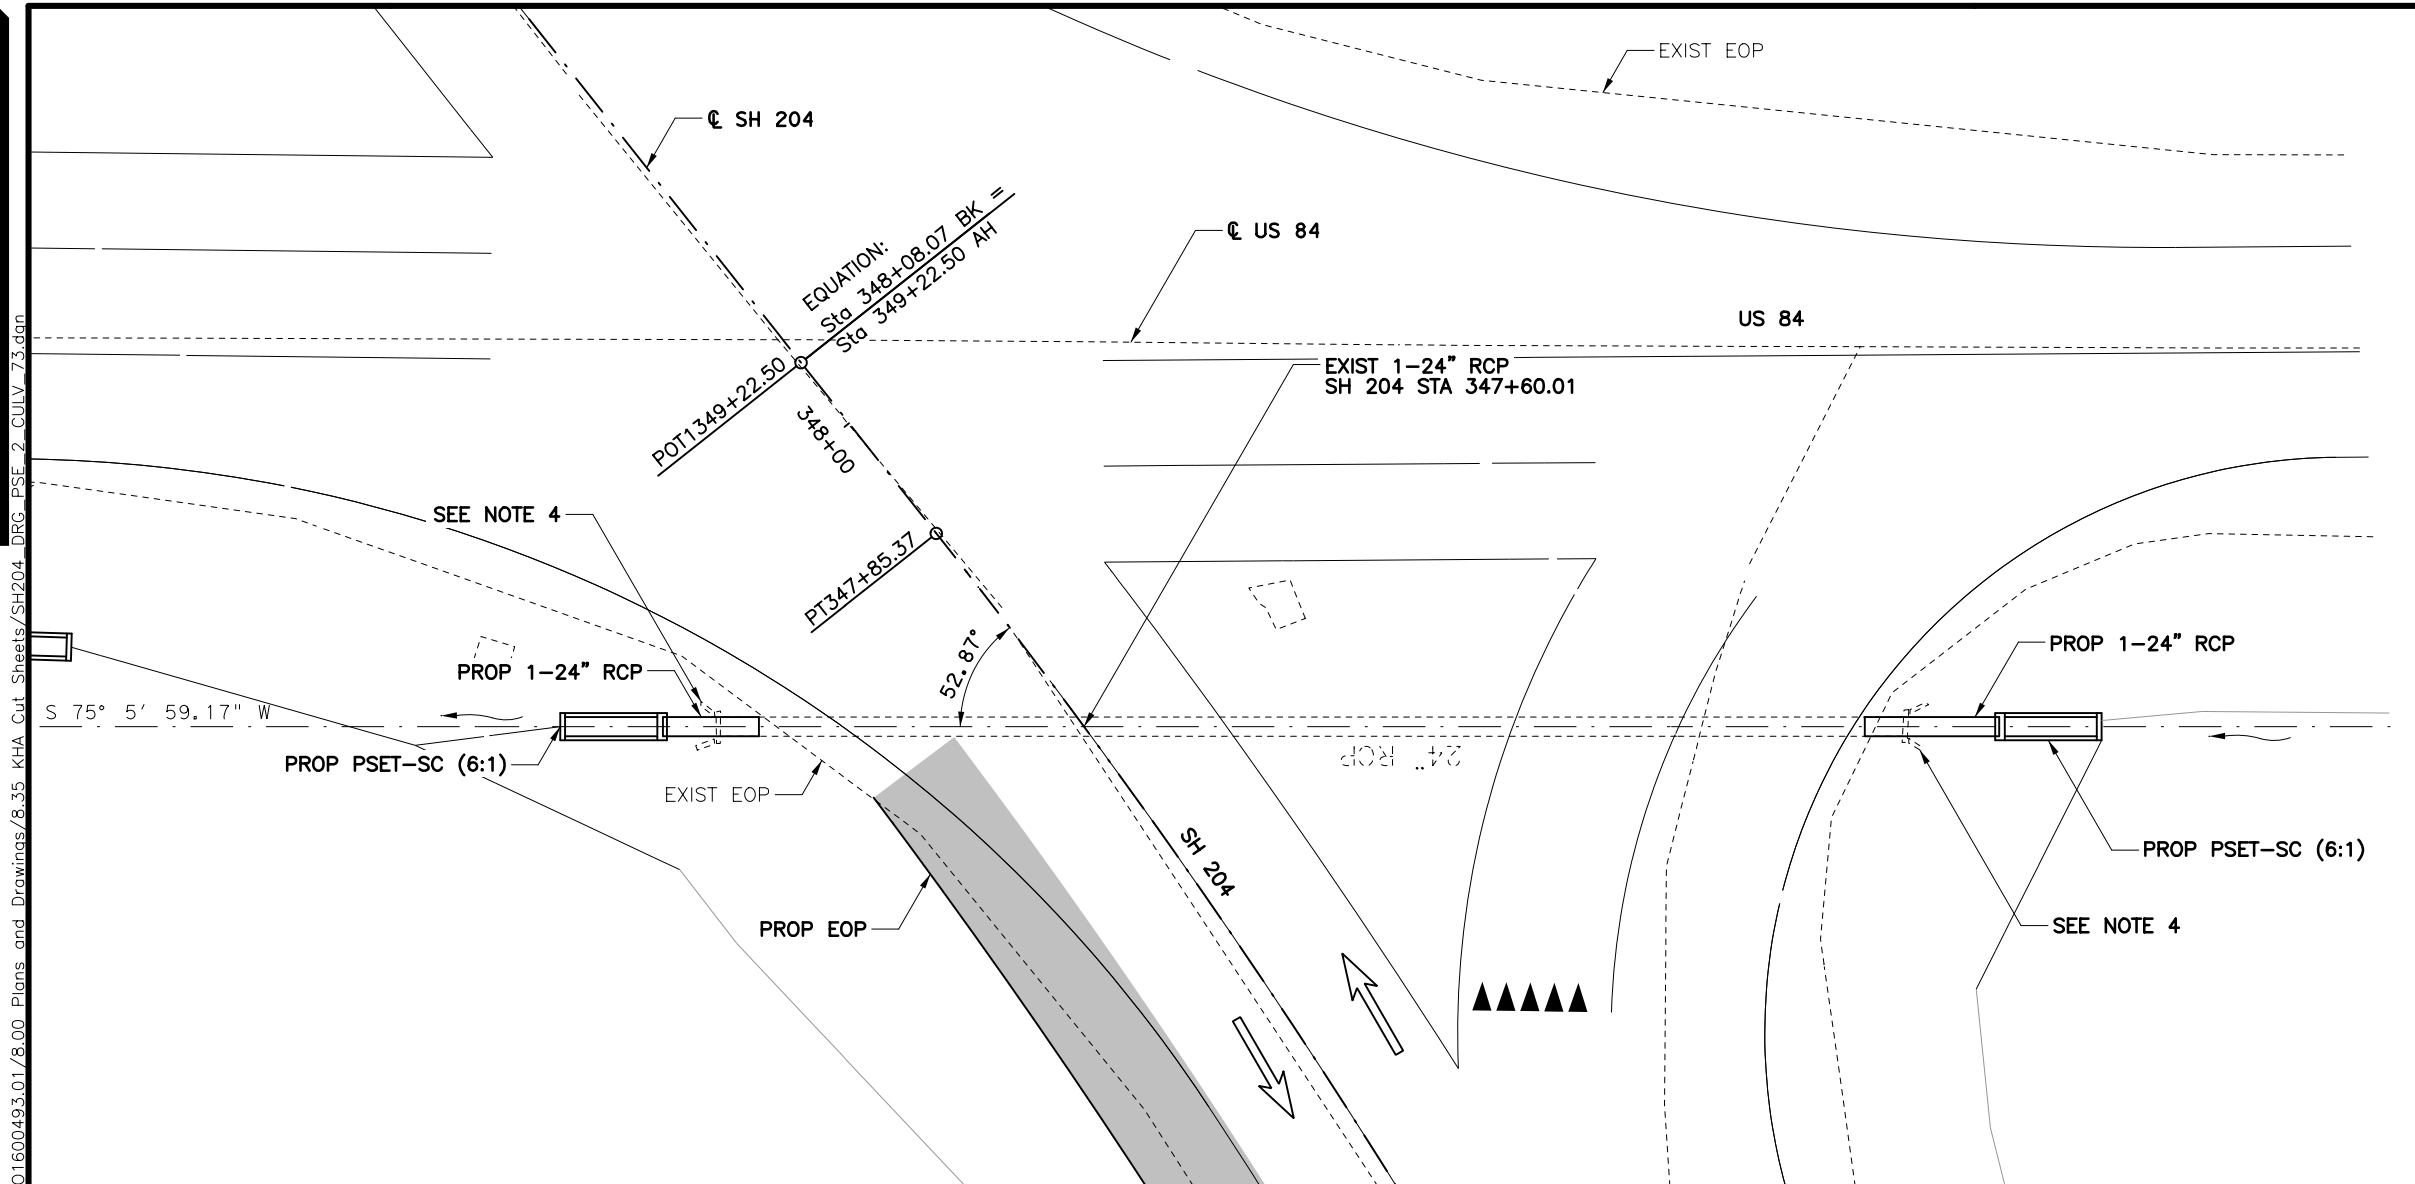 EXIST EOP
℄ SH 204
EQUATION:
Sta 348+08.07 BK =
Sta 349+22.50 AH
℄ US 84
US 84
EXIST 1-24" RCP
SH 204 STA 347+60.01
POT1349+22.50
348+00
SEE NOTE 4
PT347+85.37
52.87°
PROP 1-24" RCP
PROP 1-24" RCP
S 75° 5' 59.17" W
24" RCP
PROP PSET-SC (6:1)
EXIST EOP
SH 204
PROP PSET-SC (6:1)
PROP EOP
SEE NOTE 4
01600493.01/8.00 Plans and Drawings/8.35 KHA Cut Sheets/SH204_DRG_PSE_2_CULV_73.dgn